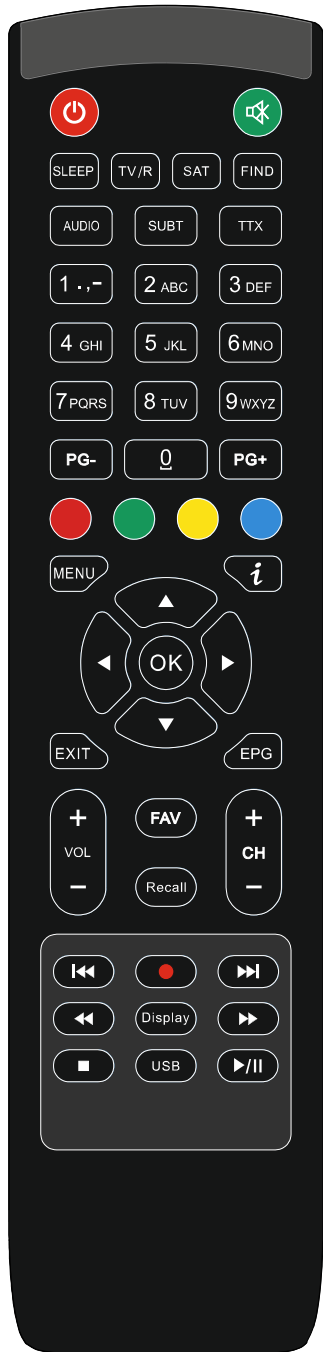 SLEEP TV/R SAT FIND
AUDIO SUBT TTX
1 .,- 2 ABC 3 DEF
4 GHI 5 JKL 6 MNO
7 PQRS 8 TUV 9 WXYZ
PG- 0 PG+
MENU i
OK
EXIT EPG
+ FAV +
VOL CH
- Recall -
Display
USB